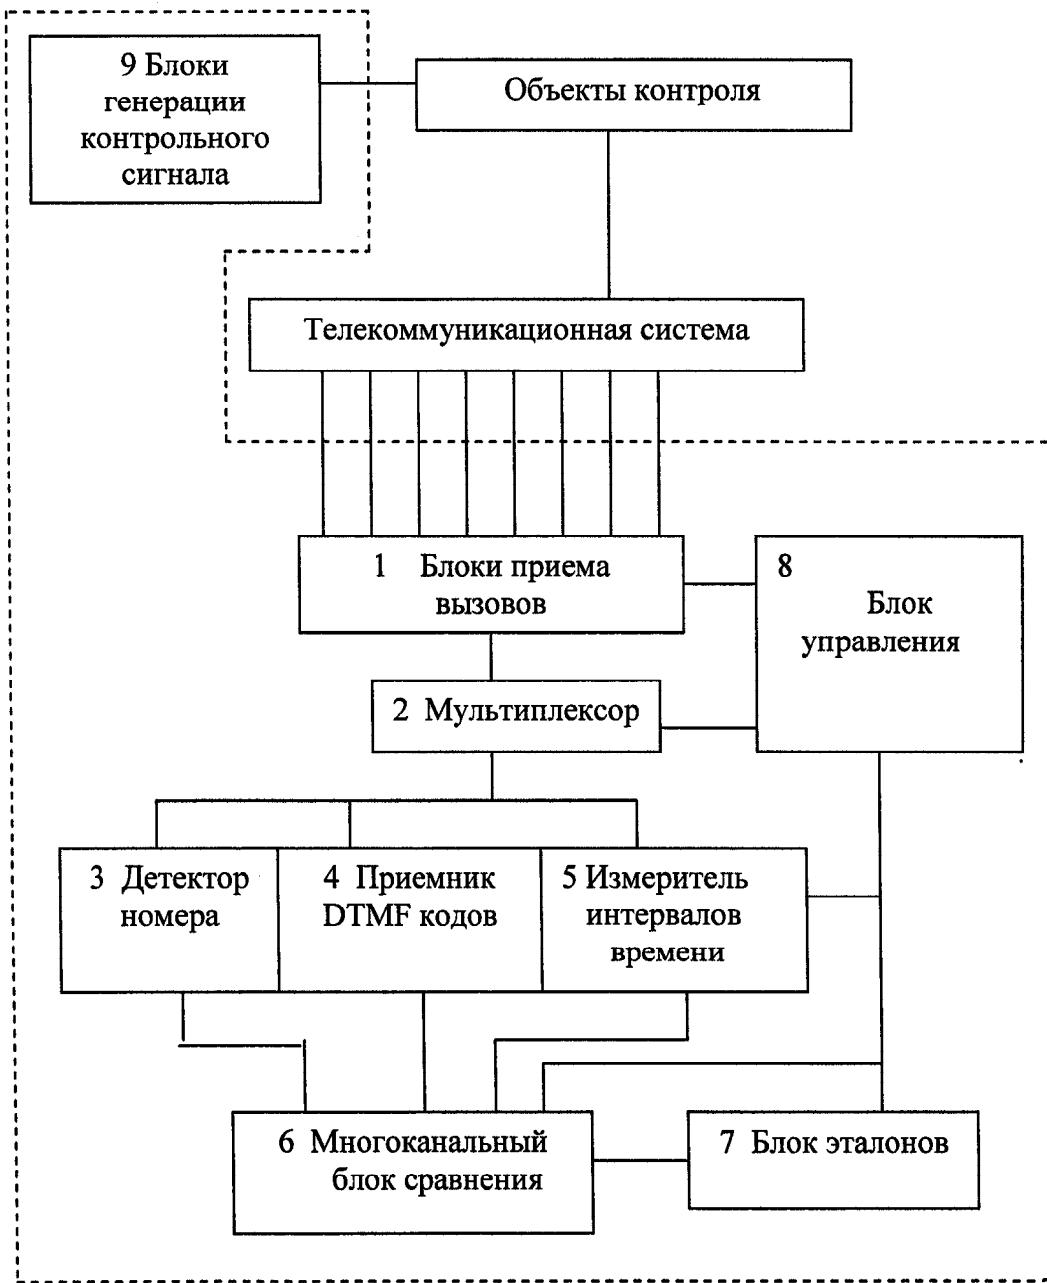 9 Блоки
генерации
контрольного
сигнала
Объекты контроля
Телекоммуникационная система
1 Блоки приема
вызовов
8
Блок
управления
2 Мультиплексор
3 Детектор
номера
4 Приемник
DTMF кодов
5 Измеритель
интервалов
времени
6 Многоканальный
блок сравнения
7 Блок эталонов